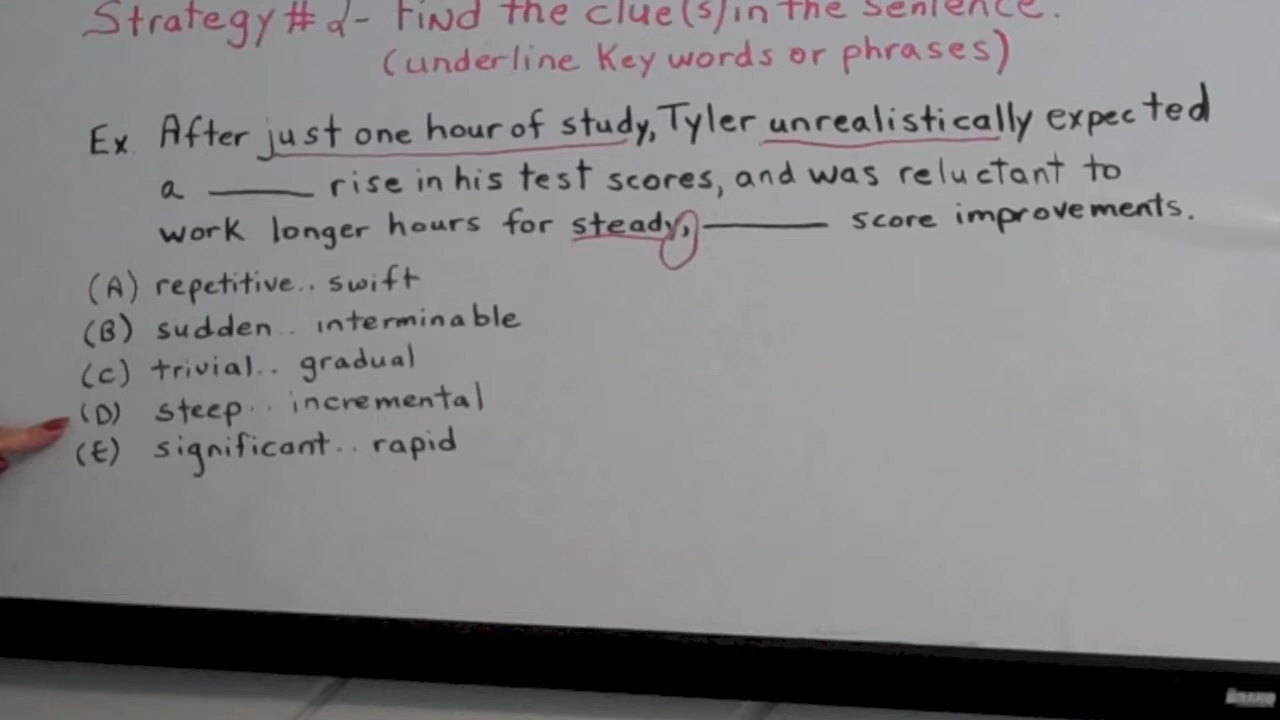 Strategy # 2 - Find the clue(s) in the sentence.
(underline key words or phrases)
Ex. After just one hour of study, Tyler unrealistically expected
a ______ rise in his test scores, and was reluctant to
work longer hours for steady, ______ score improvements.
(A) repetitive.. swift
(B) sudden.. interminable
(C) trivial.. gradual
(D) steep.. incremental
(E) significant.. rapid